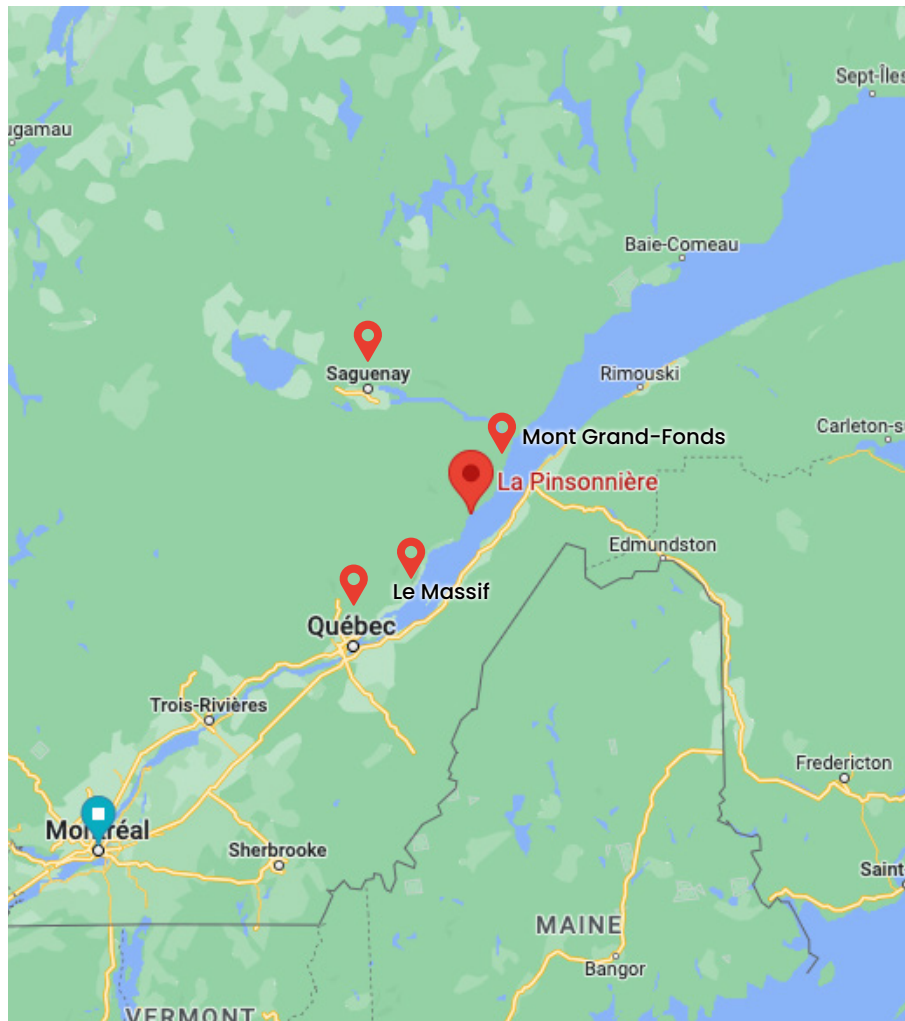 Sept-Îles
ugamau
Baie-Comeau
Saguenay
Rimouski
Carleton-su
Mont Grand-Fonds
La Pinsonnière
Edmundston
Le Massif
Québec
Trois-Rivières
Fredericton
Montréal
Sherbrooke
Saint
MAINE
Bangor
VERMONT